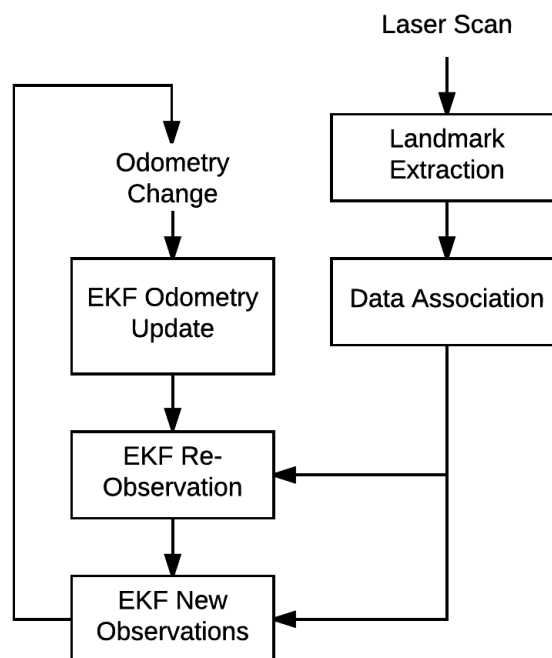 Laser Scan
Landmark
Extraction
Odometry
Change
EKF Odometry
Update
Data Association
EKF Re-
Observation
EKF New
Observations